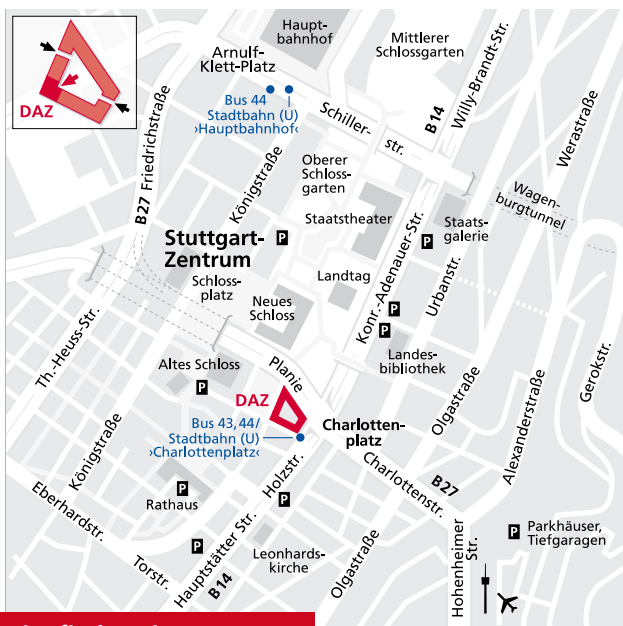 Haupt-
bahnhof
Mittlerer
Schlossgarten
Arnulf-
Klett-Platz
DAZ
Bus 44
Stadtbahn (U)
›Hauptbahnhof‹
Schiller-
str.
B14
Willy-Brandt-Str.
Werastraße
B27
Friedrichstraße
Königstraße
Oberer
Schloss-
garten
Wagen-
burgtunnel
Staatstheater
Staats-
galerie
Stuttgart-
Zentrum
P
P
Schloss-
platz
Landtag
Konr.-Adenauer-Str.
Urbanstr.
Neues
Schloss
P
P
Th.-Heuss-Str.
Altes Schloss
P
Planie
Landes-
bibliothek
Gerokstr.
DAZ
Olgastraße
Alexanderstraße
Bus 43, 44/
Stadtbahn (U)
›Charlottenplatz‹
Charlotten-
platz
Königstraße
Charlottenstr.
B27
P
Rathaus
Holzstr.
P
Eberhardstr.
Hauptstätter Str.
B14
P
Torstr.
Leonhards-
kirche
Olgastraße
Hohenheimer
Str.
P
Parkhäuser,
Tiefgaragen